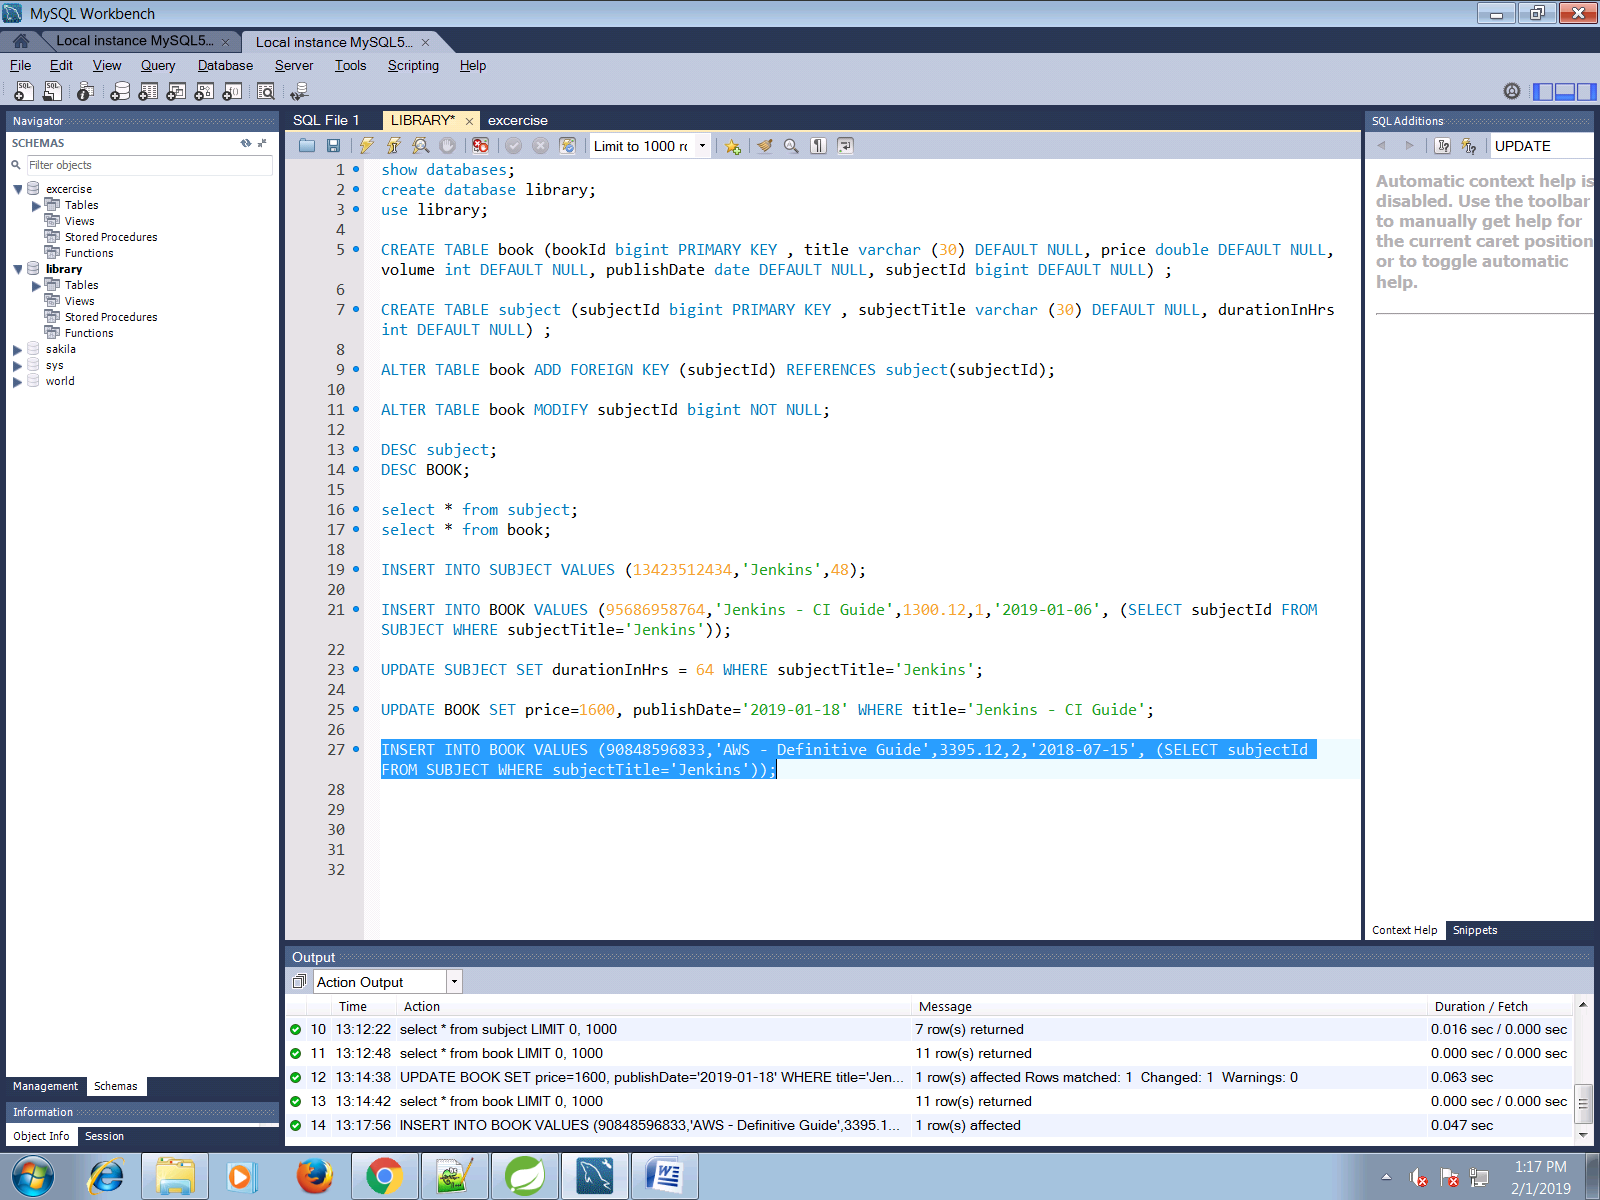 MySQL Workbench
Local instance MySQL5... × Local instance MySQL5... ×
File Edit View Query Database Server Tools Scripting Help
Navigator
SCHEMAS
Filter objects
excercise
Tables
Views
Stored Procedures
Functions
library
Tables
Views
Stored Procedures
Functions
sakila
sys
world
Management Schemas
Information
Object Info Session
SQL File 1 LIBRARY* × excercise
Limit to 1000 rc
1 show databases;
2 create database library;
3 use library;
4
5 CREATE TABLE book (bookId bigint PRIMARY KEY , title varchar (30) DEFAULT NULL, price double DEFAULT NULL,
volume int DEFAULT NULL, publishDate date DEFAULT NULL, subjectId bigint DEFAULT NULL) ;
6
7 CREATE TABLE subject (subjectId bigint PRIMARY KEY , subjectTitle varchar (30) DEFAULT NULL, durationInHrs
int DEFAULT NULL) ;
8
9 ALTER TABLE book ADD FOREIGN KEY (subjectId) REFERENCES subject(subjectId);
10
11 ALTER TABLE book MODIFY subjectId bigint NOT NULL;
12
13 DESC subject;
14 DESC BOOK;
15
16 select * from subject;
17 select * from book;
18
19 INSERT INTO SUBJECT VALUES (13423512434,'Jenkins',48);
20
21 INSERT INTO BOOK VALUES (95686958764,'Jenkins - CI Guide',1300.12,1,'2019-01-06', (SELECT subjectId FROM
SUBJECT WHERE subjectTitle='Jenkins'));
22
23 UPDATE SUBJECT SET durationInHrs = 64 WHERE subjectTitle='Jenkins';
24
25 UPDATE BOOK SET price=1600, publishDate='2019-01-18' WHERE title='Jenkins - CI Guide';
26
27 INSERT INTO BOOK VALUES (90848596833,'AWS - Definitive Guide',3395.12,2,'2018-07-15', (SELECT subjectId
FROM SUBJECT WHERE subjectTitle='Jenkins'));
28
29
30
31
32
SQL Additions
UPDATE
Automatic context help is
disabled. Use the toolbar
to manually get help for
the current caret position
or to toggle automatic
help.
Context Help Snippets
Output
Action Output
Time Action Message Duration / Fetch
10 13:12:22 select * from subject LIMIT 0, 1000 7 row(s) returned 0.016 sec / 0.000 sec
11 13:12:48 select * from book LIMIT 0, 1000 11 row(s) returned 0.000 sec / 0.000 sec
12 13:14:38 UPDATE BOOK SET price=1600, publishDate='2019-01-18' WHERE title='Jen... 1 row(s) affected Rows matched: 1 Changed: 1 Warnings: 0 0.063 sec
13 13:14:42 select * from book LIMIT 0, 1000 11 row(s) returned 0.000 sec / 0.000 sec
14 13:17:56 INSERT INTO BOOK VALUES (90848596833,'AWS - Definitive Guide',3395.1... 1 row(s) affected 0.047 sec
1:17 PM
2/1/2019